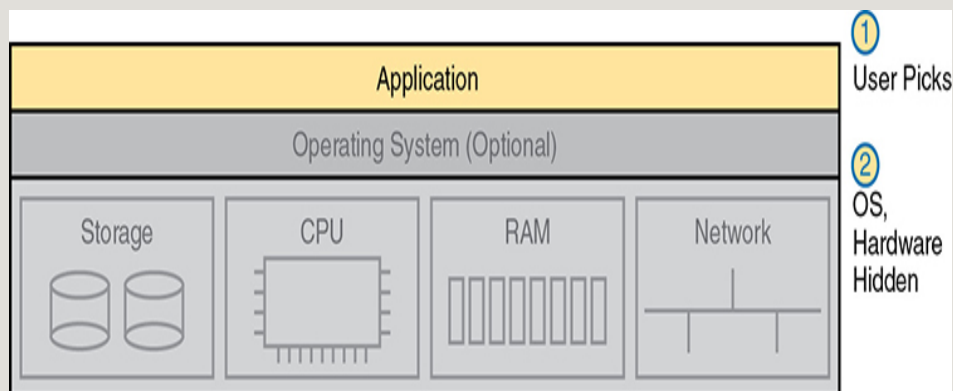 1
User Picks
Application
Operating System (Optional)
2
OS,
Hardware
Hidden
Storage
CPU
RAM
Network